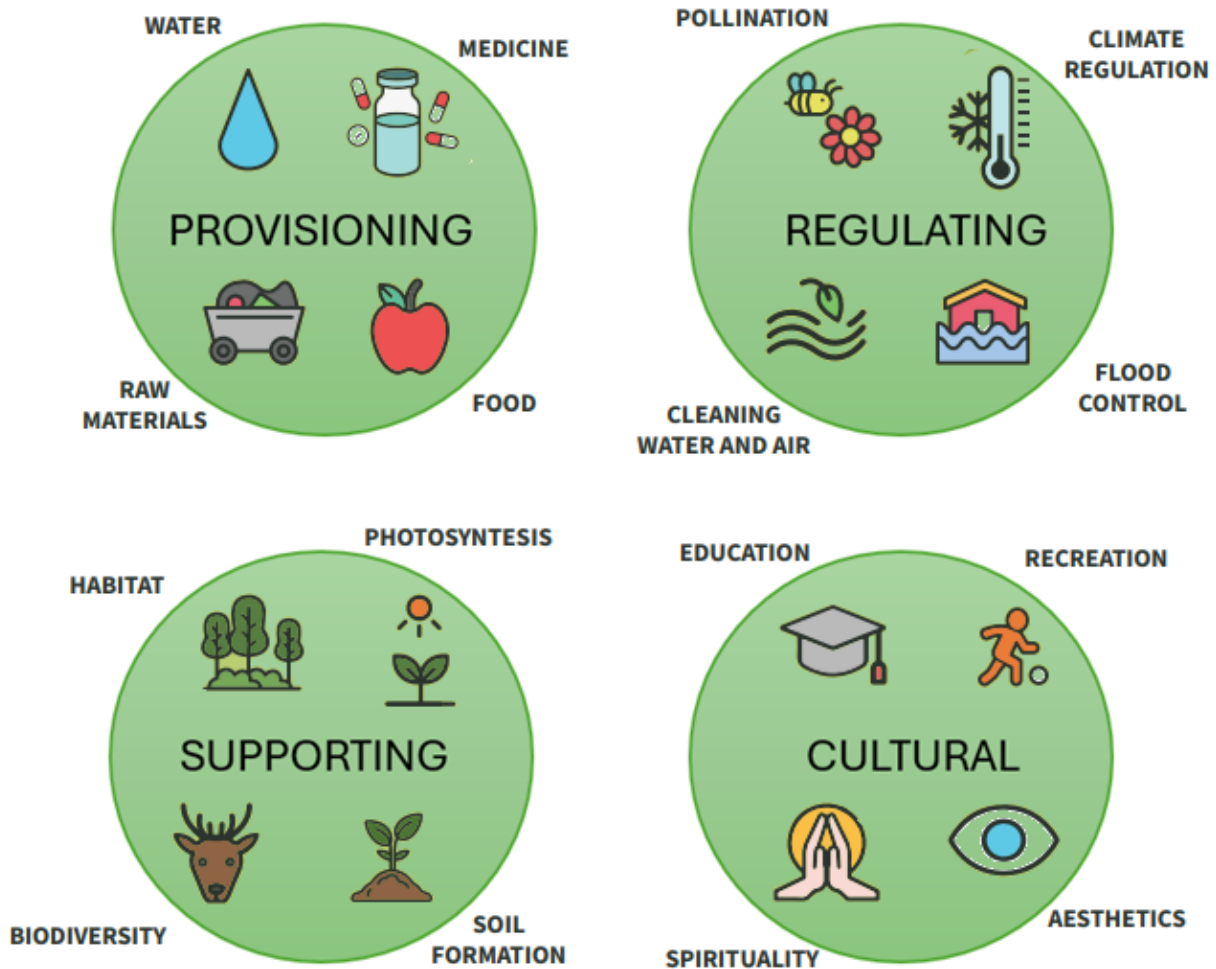 WATER
MEDICINE
PROVISIONING
RAW
MATERIALS
FOOD
POLLINATION
CLIMATE
REGULATION
REGULATING
CLEANING
WATER AND AIR
FLOOD
CONTROL
HABITAT
PHOTOSYNTESIS
SUPPORTING
BIODIVERSITY
SOIL
FORMATION
EDUCATION
RECREATION
CULTURAL
SPIRITUALITY
AESTHETICS